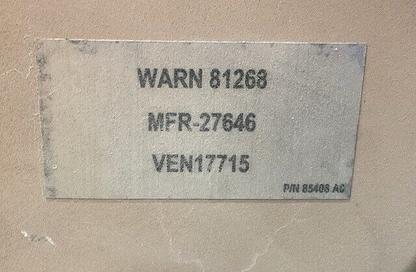 WARN 81268
MFR-27646
VEN17715
P/N 85408 AC